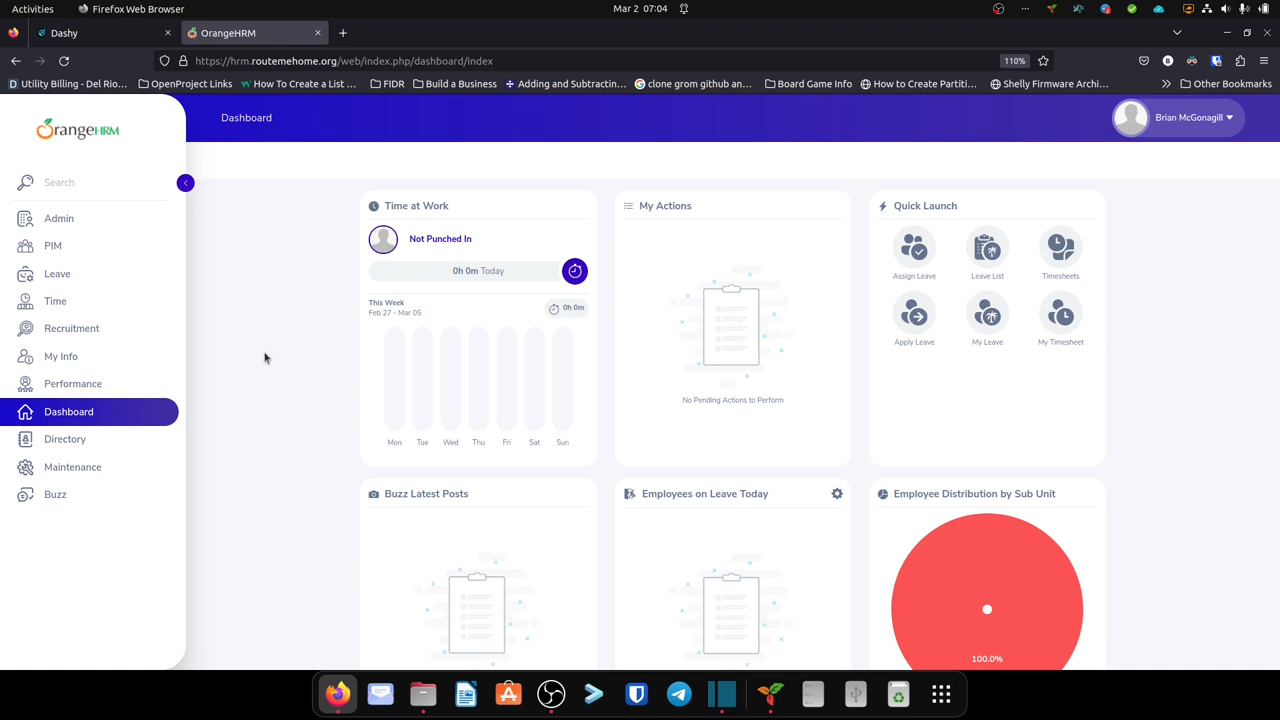 Activities
Firefox Web Browser
Mar 2 07:04
Dashy
OrangeHRM
https://hrm.routemehome.org/web/index.php/dashboard/index
110%
Utility Billing - Del Rio...
OpenProject Links
How To Create a List ...
FIDR
Build a Business
Adding and Subtractin...
clone grom github an...
Board Game Info
How to Create Partiti...
Shelly Firmware Archi...
Other Bookmarks
OrangeHRM
Dashboard
Brian McGonagill
Search
Admin
PIM
Leave
Time
Recruitment
My Info
Performance
Dashboard
Directory
Maintenance
Buzz
Time at Work
Not Punched In
0h 0m Today
This Week
Feb 27 - Mar 05
0h 0m
Mon Tue Wed Thu Fri Sat Sun
My Actions
No Pending Actions to Perform
Quick Launch
Assign Leave
Leave List
Timesheets
Apply Leave
My Leave
My Timesheet
Buzz Latest Posts
Employees on Leave Today
Employee Distribution by Sub Unit
100.0%